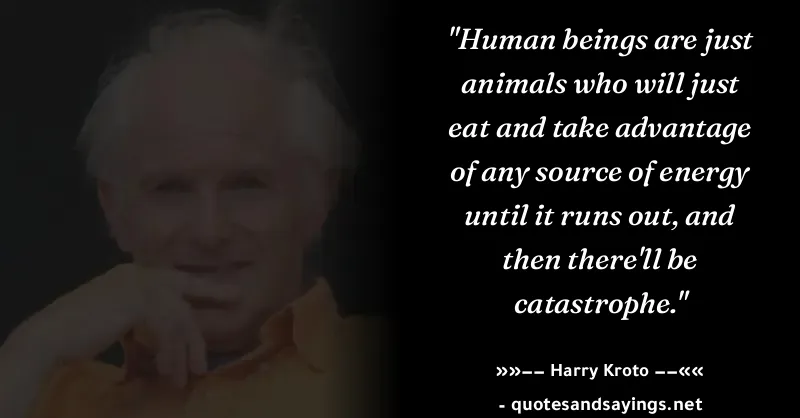 "Human beings are just
animals who will just
eat and take advantage
of any source of energy
until it runs out, and
then there'll be
catastrophe."
»»–– Harry Kroto ––««
- quotesandsayings.net